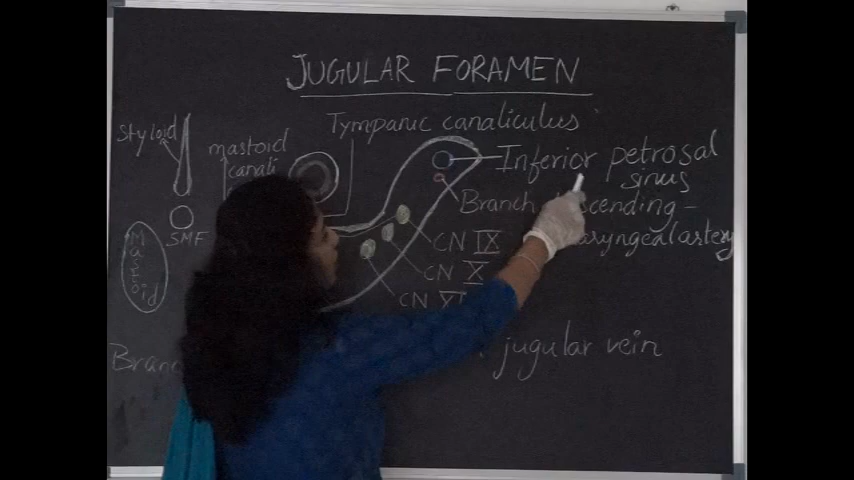 JUGULAR FORAMEN
Tympanic canaliculus
Styloid
mastoid
canali
Inferior petrosal
sinus
Branch
scending -
SMF
CN IX
aryngeal astery
Mastoid
CN X
CN XI
jugular vein
Branc